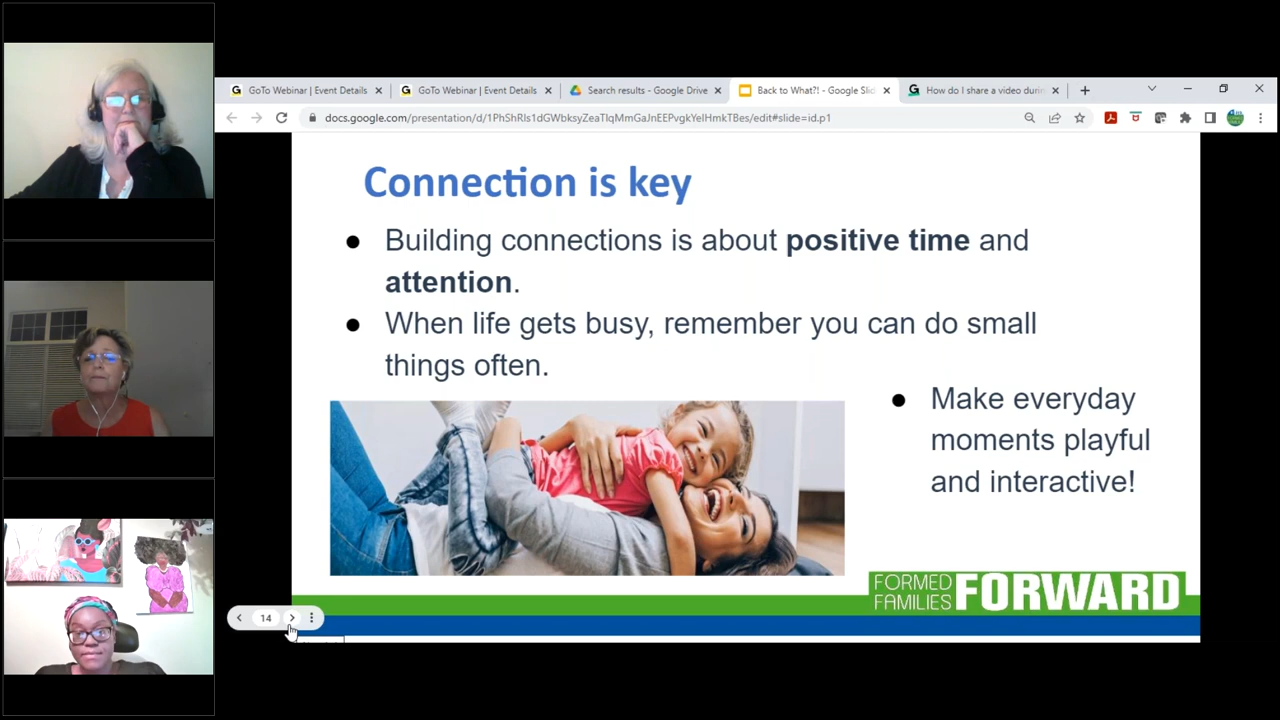 GoTo Webinar | Event Details
GoTo Webinar | Event Details
Search results - Google Drive
Back to What?! - Google Slid
How do I share a video durin
docs.google.com/presentation/d/1PhShRls1dGWbksyZeaTlqMmGaJnEEPvgkYelHmkTBes/edit#slide=id.p1
Connection is key
● Building connections is about positive time and
attention.
● When life gets busy, remember you can do small
things often.
● Make everyday
moments playful
and interactive!
FORMED
FAMILIES
FORWARD
14